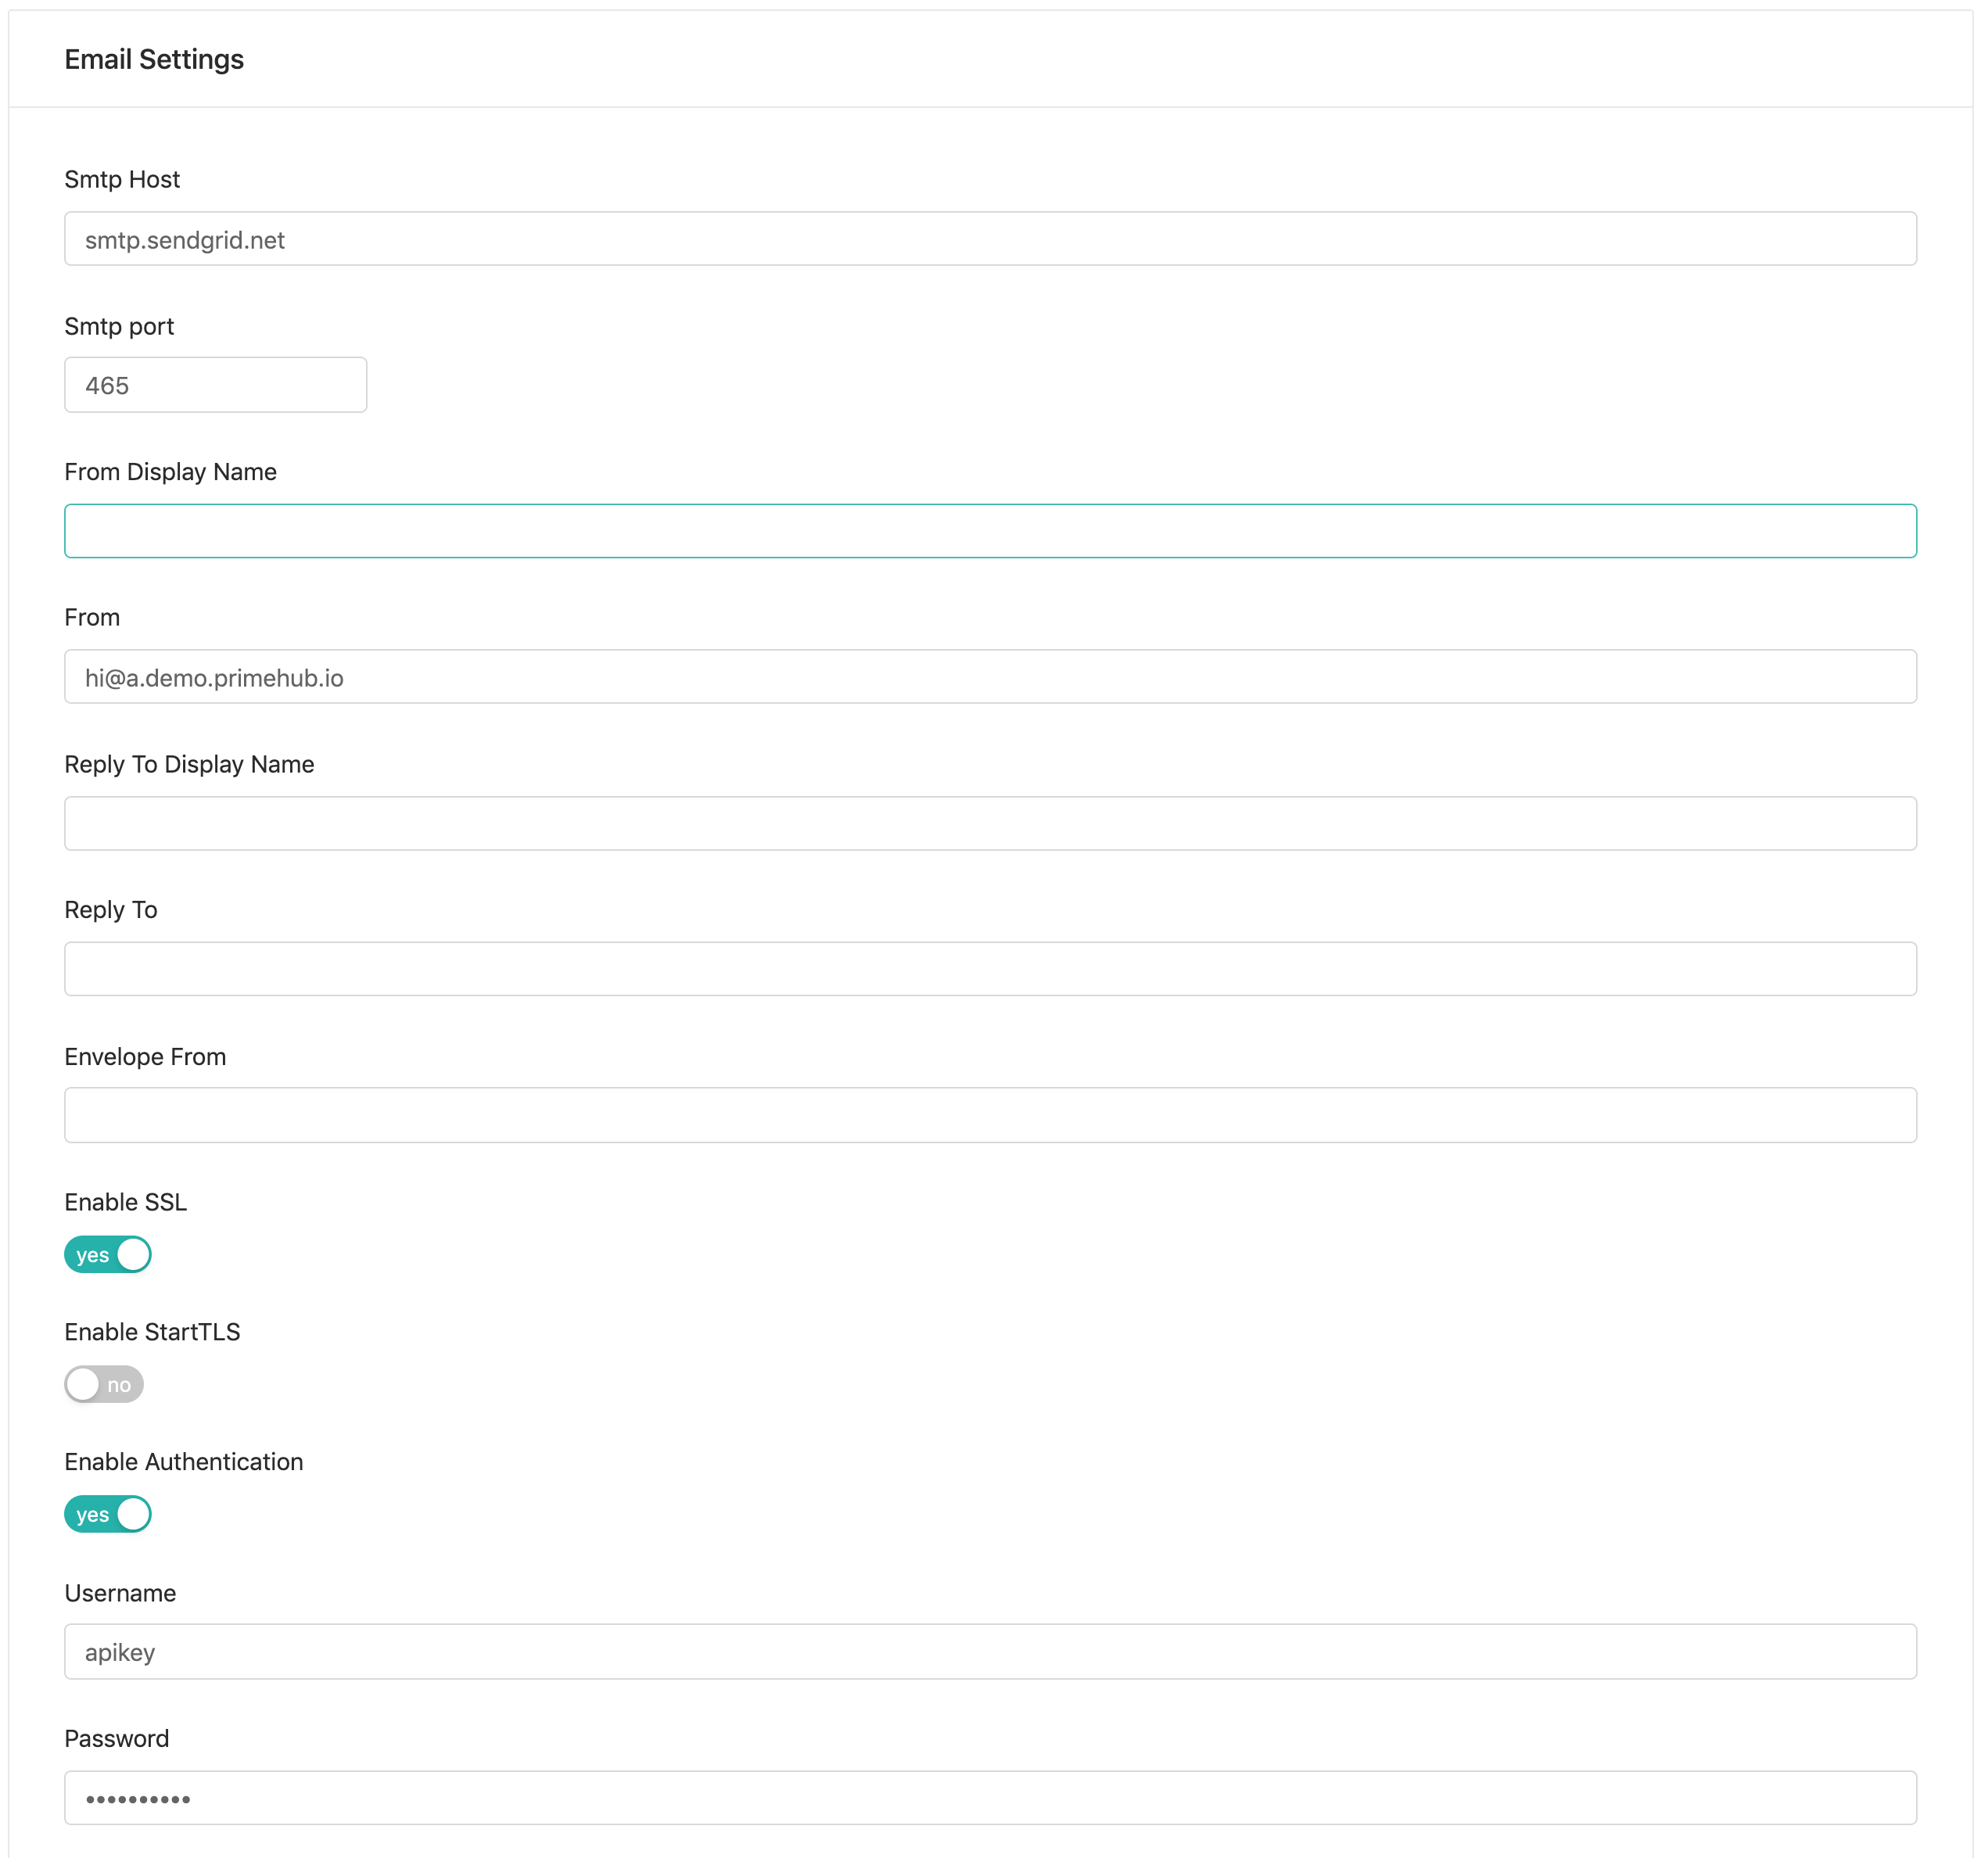 Email Settings
Smtp Host
smtp.sendgrid.net
Smtp port
465
From Display Name
From
hi@a.demo.primehub.io
Reply To Display Name
Reply To
Envelope From
Enable SSL
yes
Enable StartTLS
no
Enable Authentication
yes
Username
apikey
Password
••••••••••